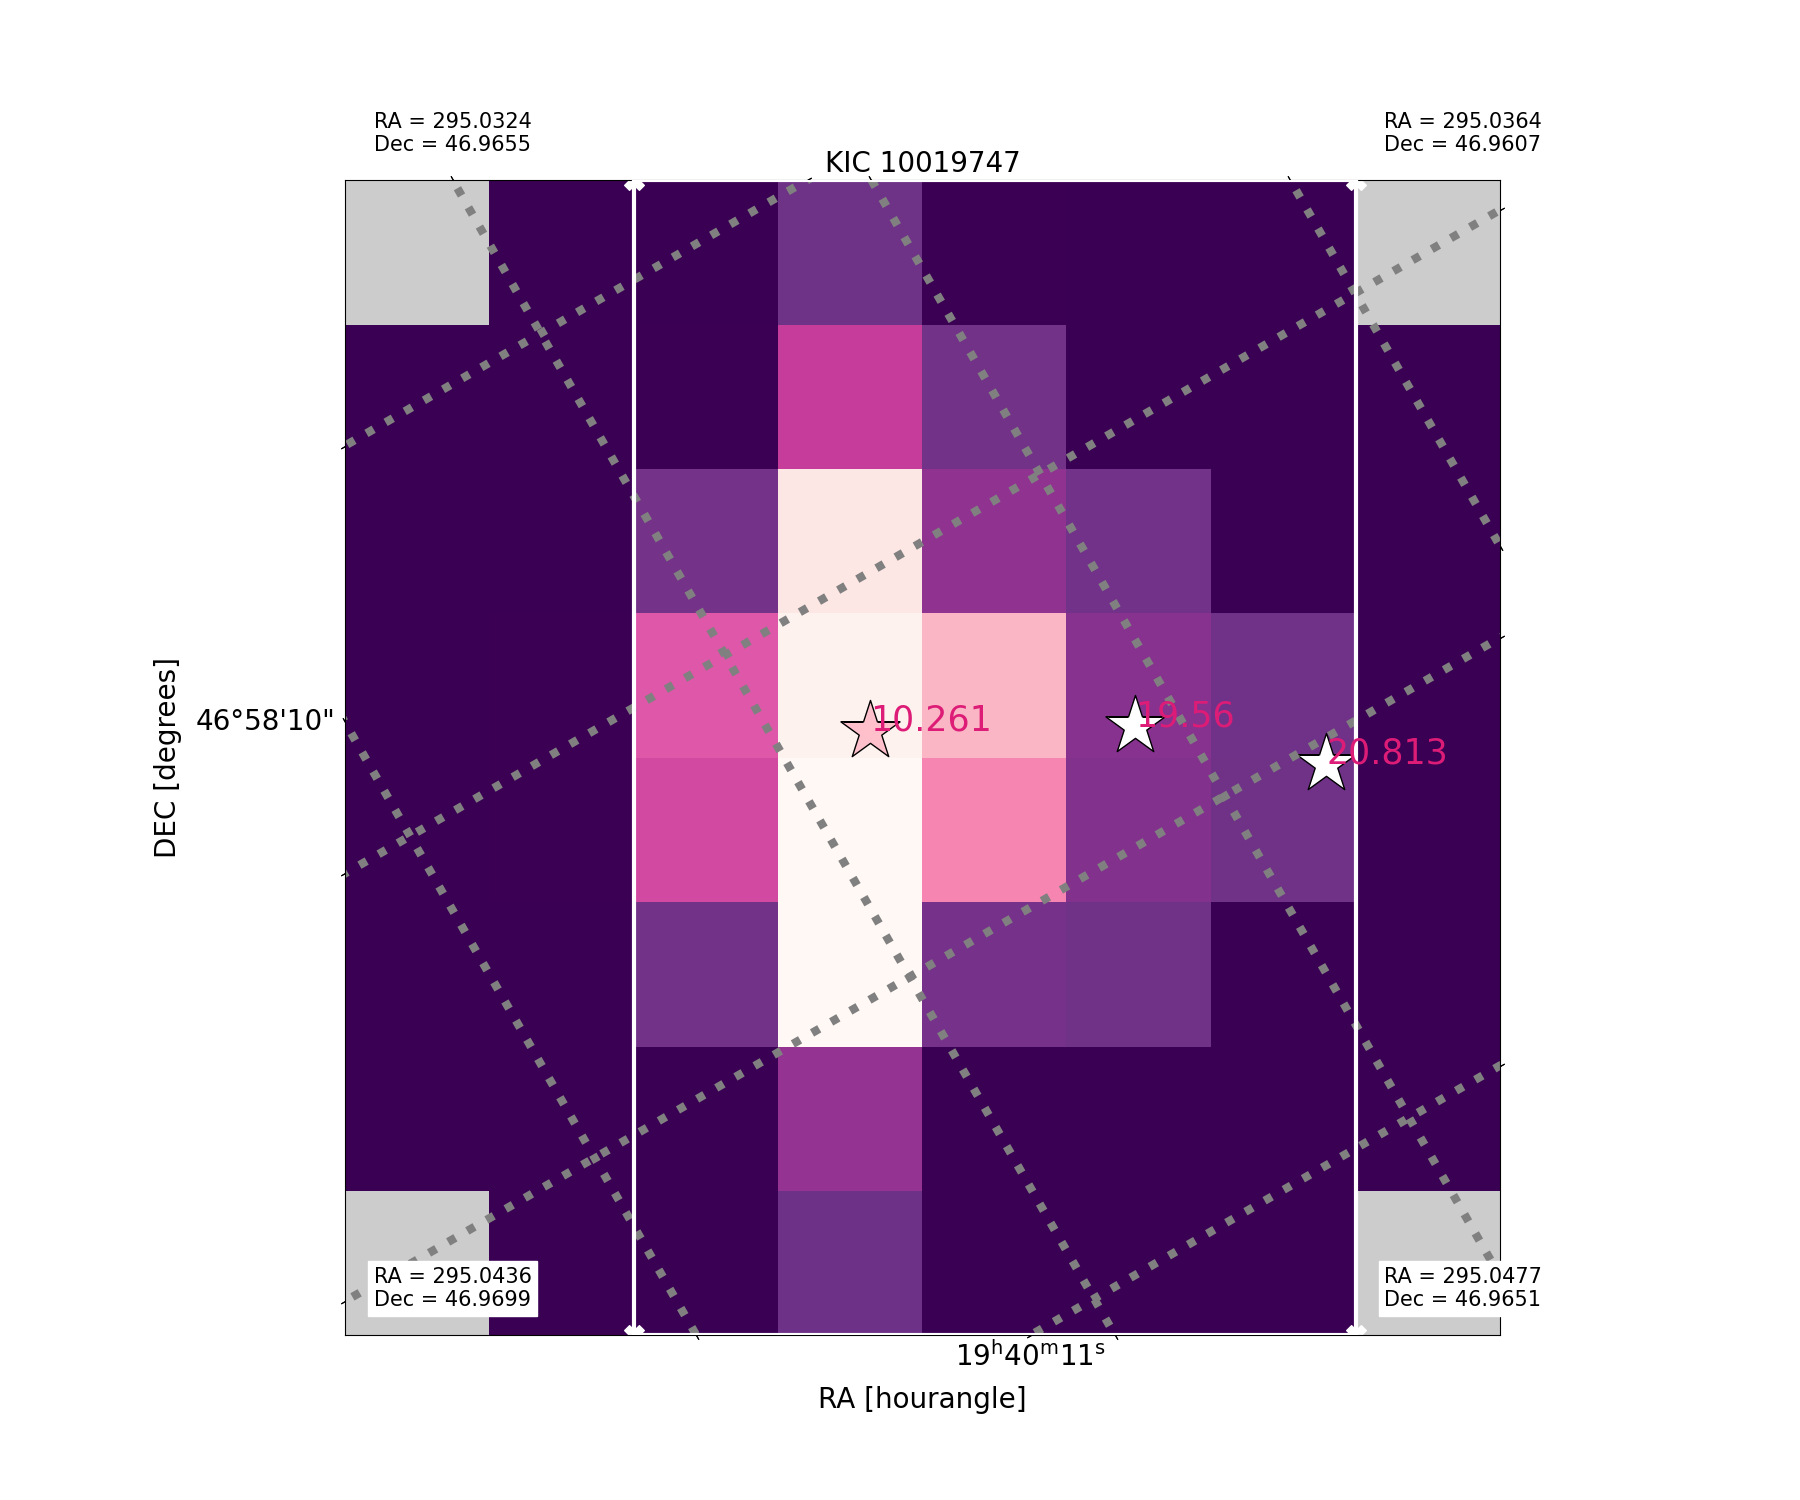 RA = 295.0324
Dec = 46.9655
RA = 295.0364
Dec = 46.9607
KIC 10019747
DEC [degrees]
46°58'10"
10.261
19.56
20.813
RA = 295.0436
Dec = 46.9699
RA = 295.0477
Dec = 46.9651
19ʰ40ᵐ11ˢ
RA [hourangle]